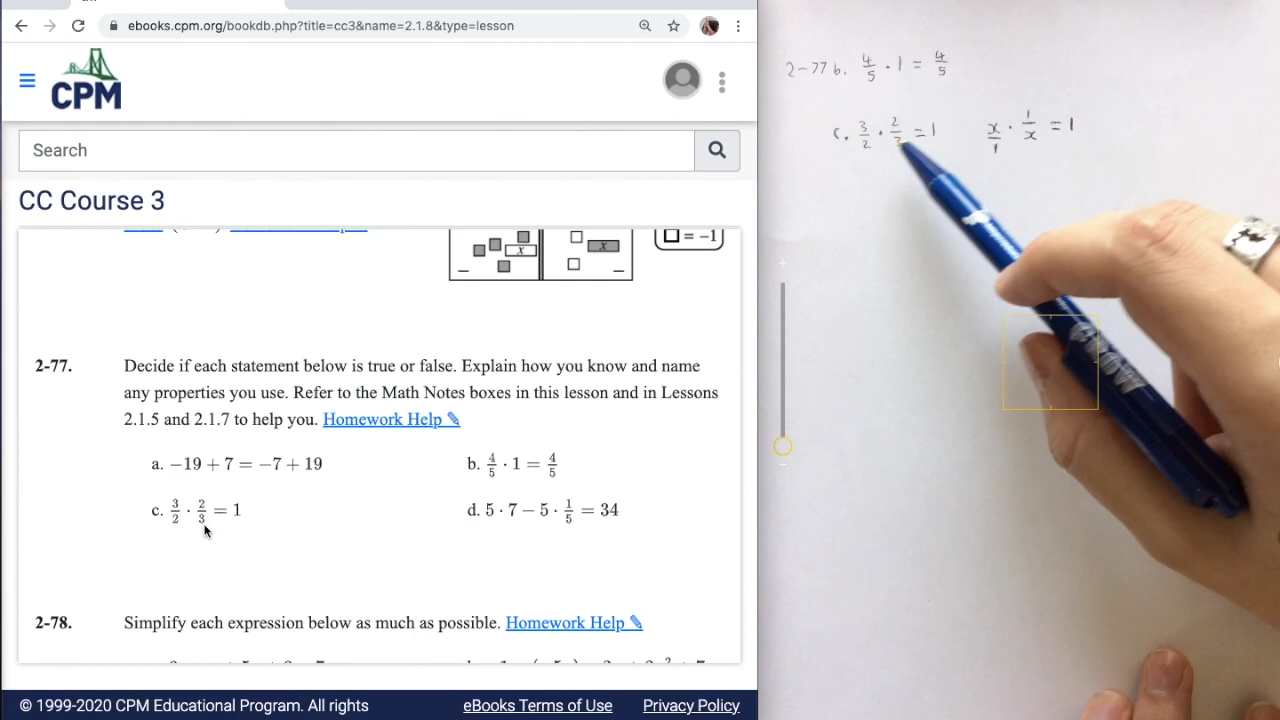 ebooks.cpm.org/bookdb.php?title=cc3&name=2.1.8&type=lesson
CPM
Search
CC Course 3
x
x
= -1
2-77.
Decide if each statement below is true or false. Explain how you know and name
any properties you use. Refer to the Math Notes boxes in this lesson and in Lessons
2.1.5 and 2.1.7 to help you. Homework Help ✎
a. −19 + 7 = −7 + 19
b. 4/5 · 1 = 4/5
c. 3/2 · 2/3 = 1
d. 5 · 7 − 5 · 1/5 = 34
2-78.
Simplify each expression below as much as possible. Homework Help ✎
© 1999-2020 CPM Educational Program. All rights
eBooks Terms of Use
Privacy Policy
2-77 b. 4/5 · 1 = 4/5
c. 3/2 · 2/3 = 1
x/1 · 1/x = 1